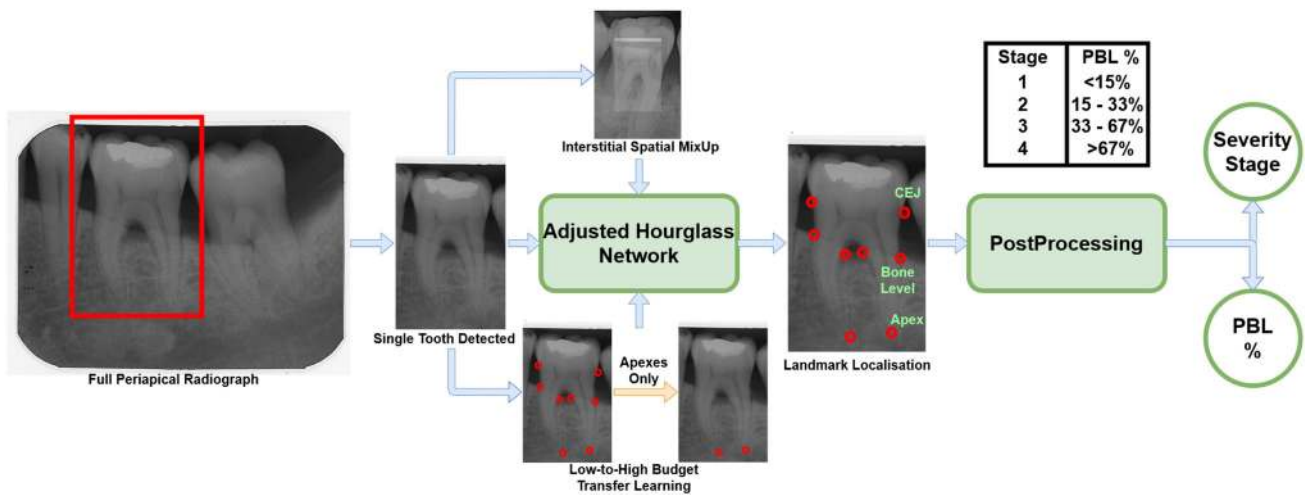 Full Periapical Radiograph
Single Tooth Detected
Interstitial Spatial MixUp
Adjusted Hourglass
Network
Apexes
Only
Low-to-High Budget
Transfer Learning
CEJ
Bone
Level
Apex
Landmark Localisation
Stage PBL %
1 <15%
2 15 - 33%
3 33 - 67%
4 >67%
PostProcessing
Severity
Stage
PBL
%